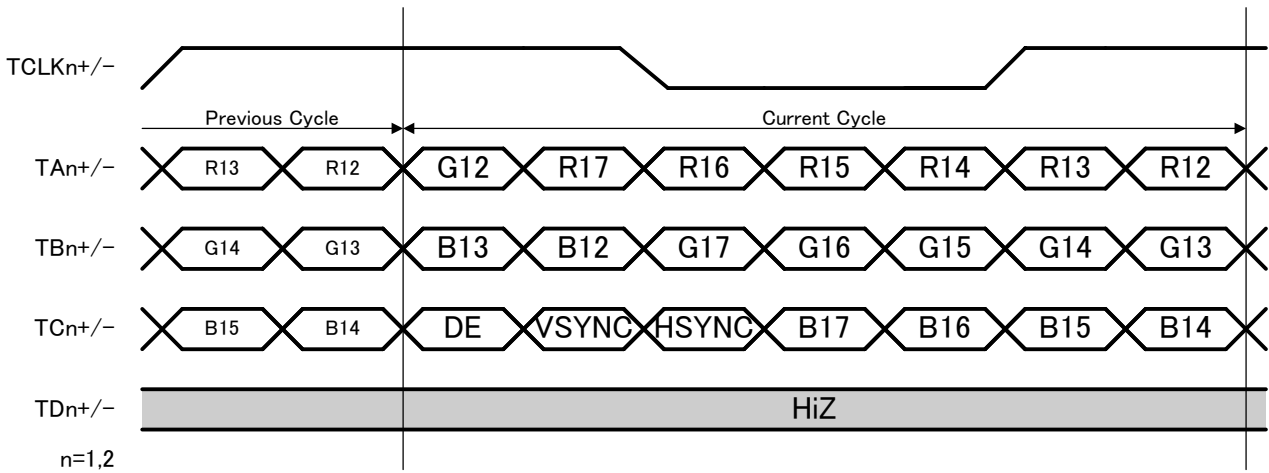 TCLKn+/-
Previous Cycle Current Cycle
TAn+/- R13 R12 G12 R17 R16 R15 R14 R13 R12
TBn+/- G14 G13 B13 B12 G17 G16 G15 G14 G13
TCn+/- B15 B14 DE VSYNC HSYNC B17 B16 B15 B14
TDn+/- HiZ
n=1,2